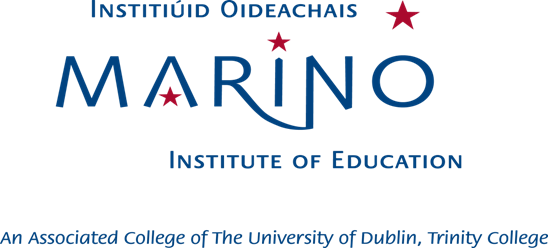 Institiúid Oideachais
MARINO
Institute of Education
An Associated College of The University of Dublin, Trinity College